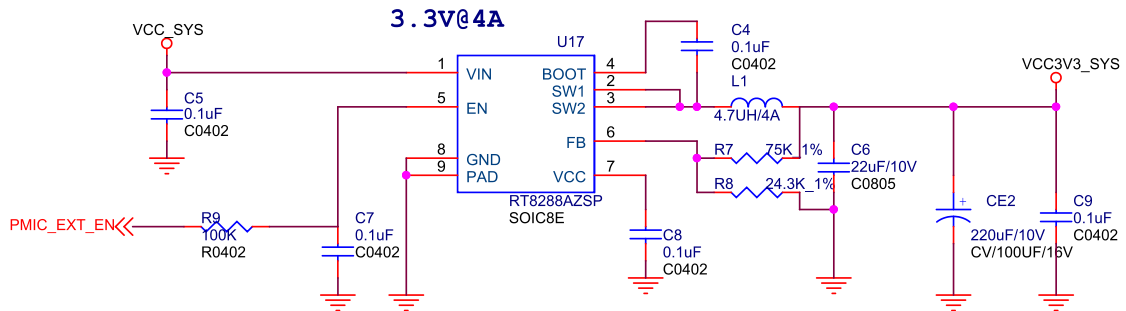 3.3V@4A
VCC_SYS
U17
C4
0.1uF
C0402
VCC3V3_SYS
1
VIN
BOOT
4
SW1
2
L1
C5
0.1uF
C0402
5
EN
SW2
3
4.7UH/4A
FB
6
R7
75K_1%
C6
22uF/10V
C0805
8
GND
9
PAD
VCC
7
R8
24.3K_1%
RT8288AZSP
SOIC8E
PMIC_EXT_EN
R9
100K
R0402
C7
0.1uF
C0402
C8
0.1uF
C0402
+
CE2
220uF/10V
CV/100UF/16V
C9
0.1uF
C0402